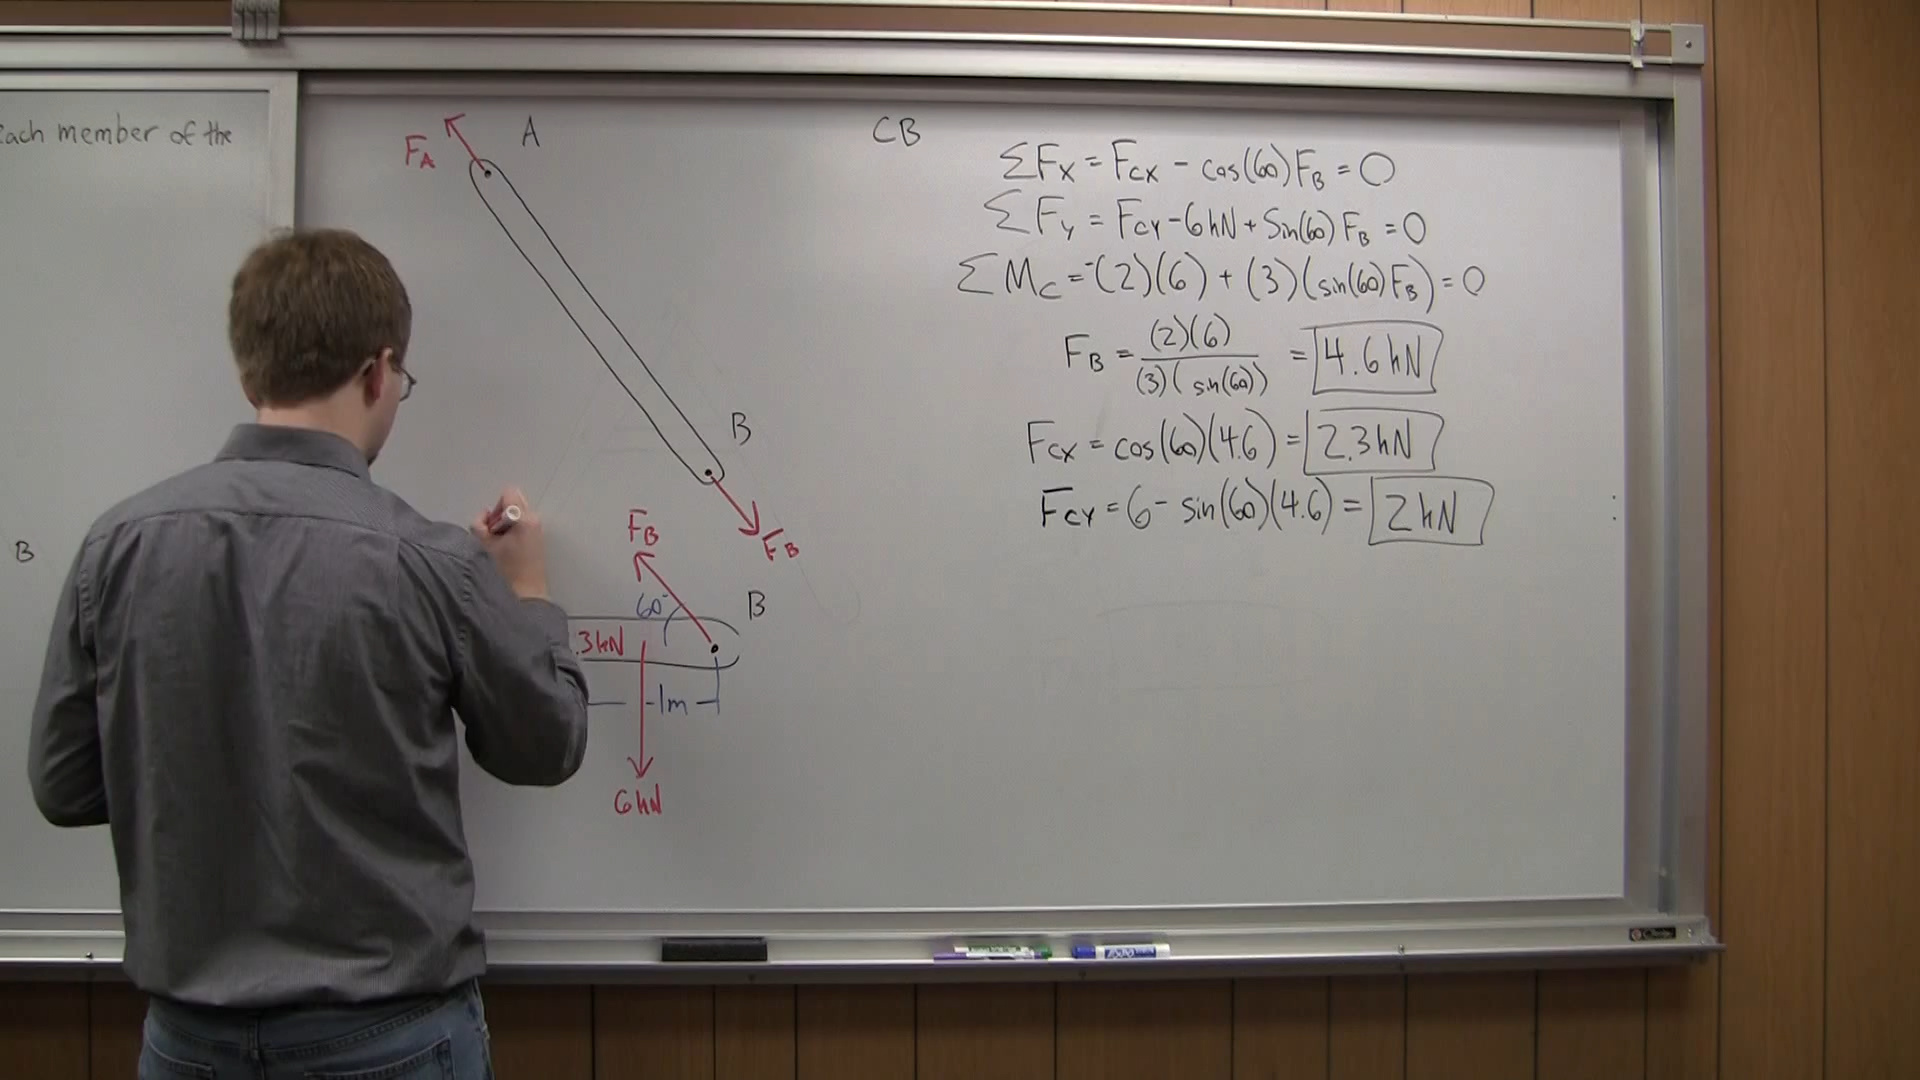 Each member of the
B
A
F_A
B
F_B
F_B
60°
B
.3kN
1m
6kN
CB
ΣFx = Fcx - cos(60)F_B = 0
ΣFy = Fcy - 6kN + Sin(60)F_B = 0
ΣMc = -(2)(6) + (3)(sin(60)F_B) = 0
F_B = (2)(6) / (3)(sin(60)) = 4.6kN
Fcx = cos(60)(4.6) = 2.3kN
Fcy = 6 - sin(60)(4.6) = 2kN